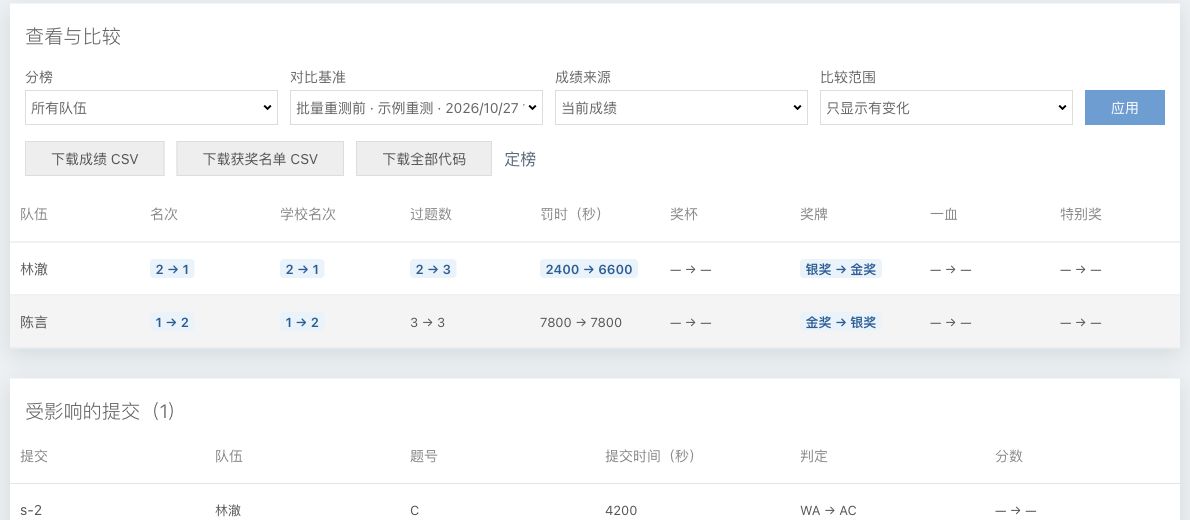 查看与比较
分榜 对比基准 成绩来源 比较范围
所有队伍 批量重测前 · 示例重测 · 2026/10/27 当前成绩 只显示有变化 应用
下载成绩 CSV 下载获奖名单 CSV 下载全部代码 定榜
队伍 名次 学校名次 过题数 罚时（秒） 奖杯 奖牌 一血 特别奖
林澈 2 → 1 2 → 1 2 → 3 2400 → 6600 — → — 银奖 → 金奖 — → — — → —
陈言 1 → 2 1 → 2 3 → 3 7800 → 7800 — → — 金奖 → 银奖 — → — — → —
受影响的提交（1）
提交 队伍 题号 提交时间（秒） 判定 分数
s-2 林澈 C 4200 WA → AC — → —